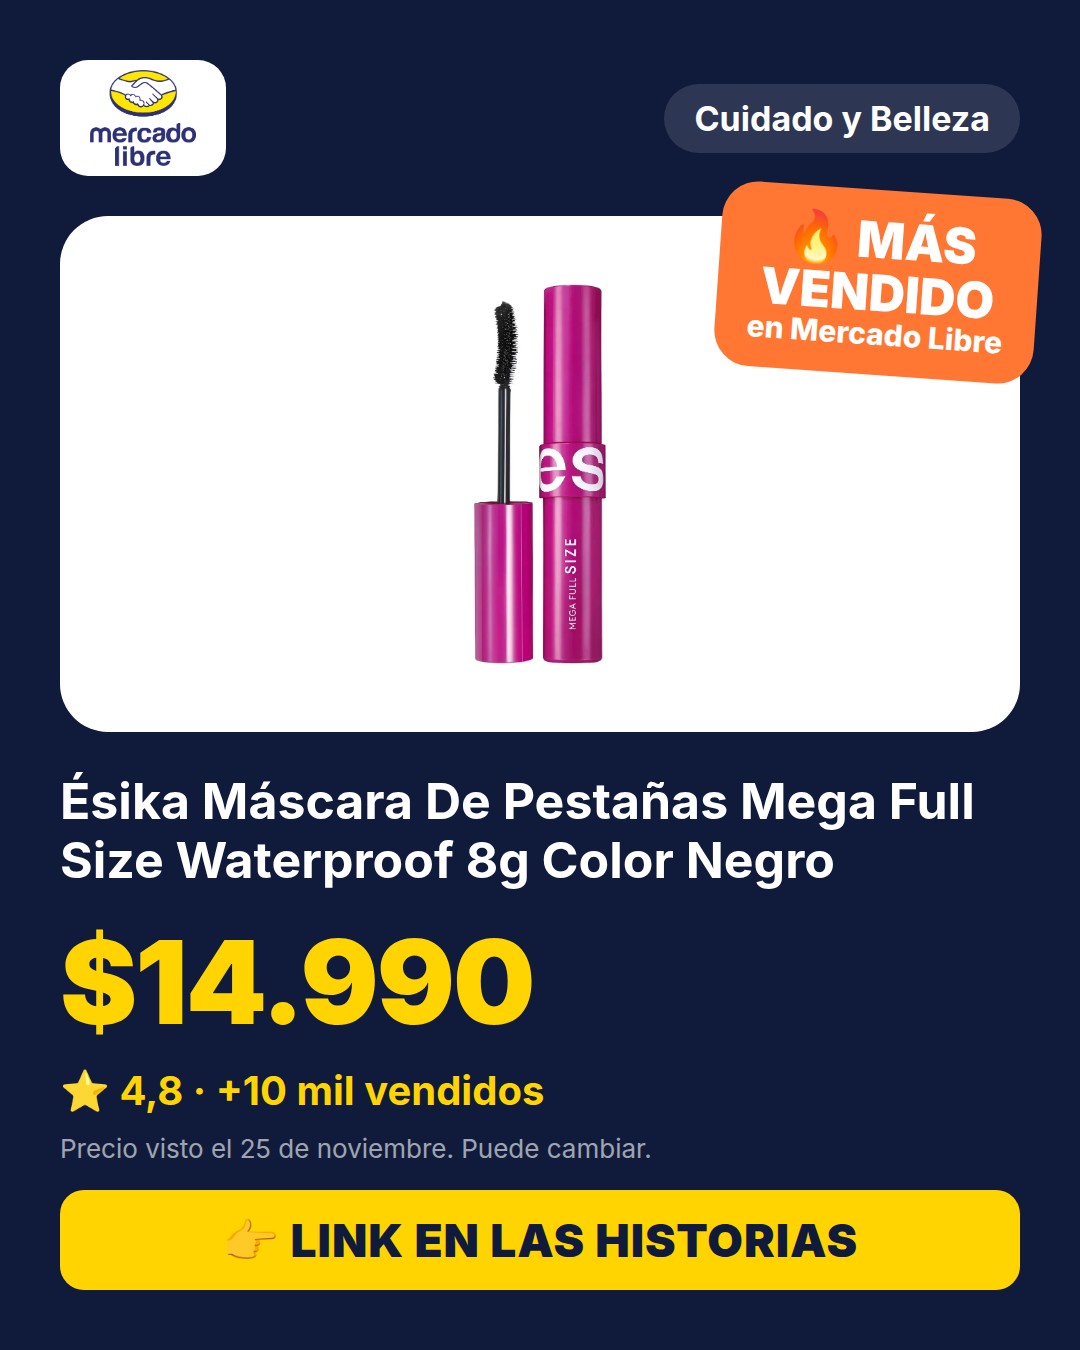 mercado
libre
Cuidado y Belleza
🔥 MÁS
VENDIDO
en Mercado Libre
es
MEGA FULL SIZE
Ésika Máscara De Pestañas Mega Full
Size Waterproof 8g Color Negro
$14.990
⭐ 4,8 · +10 mil vendidos
Precio visto el 25 de noviembre. Puede cambiar.
👉 LINK EN LAS HISTORIAS